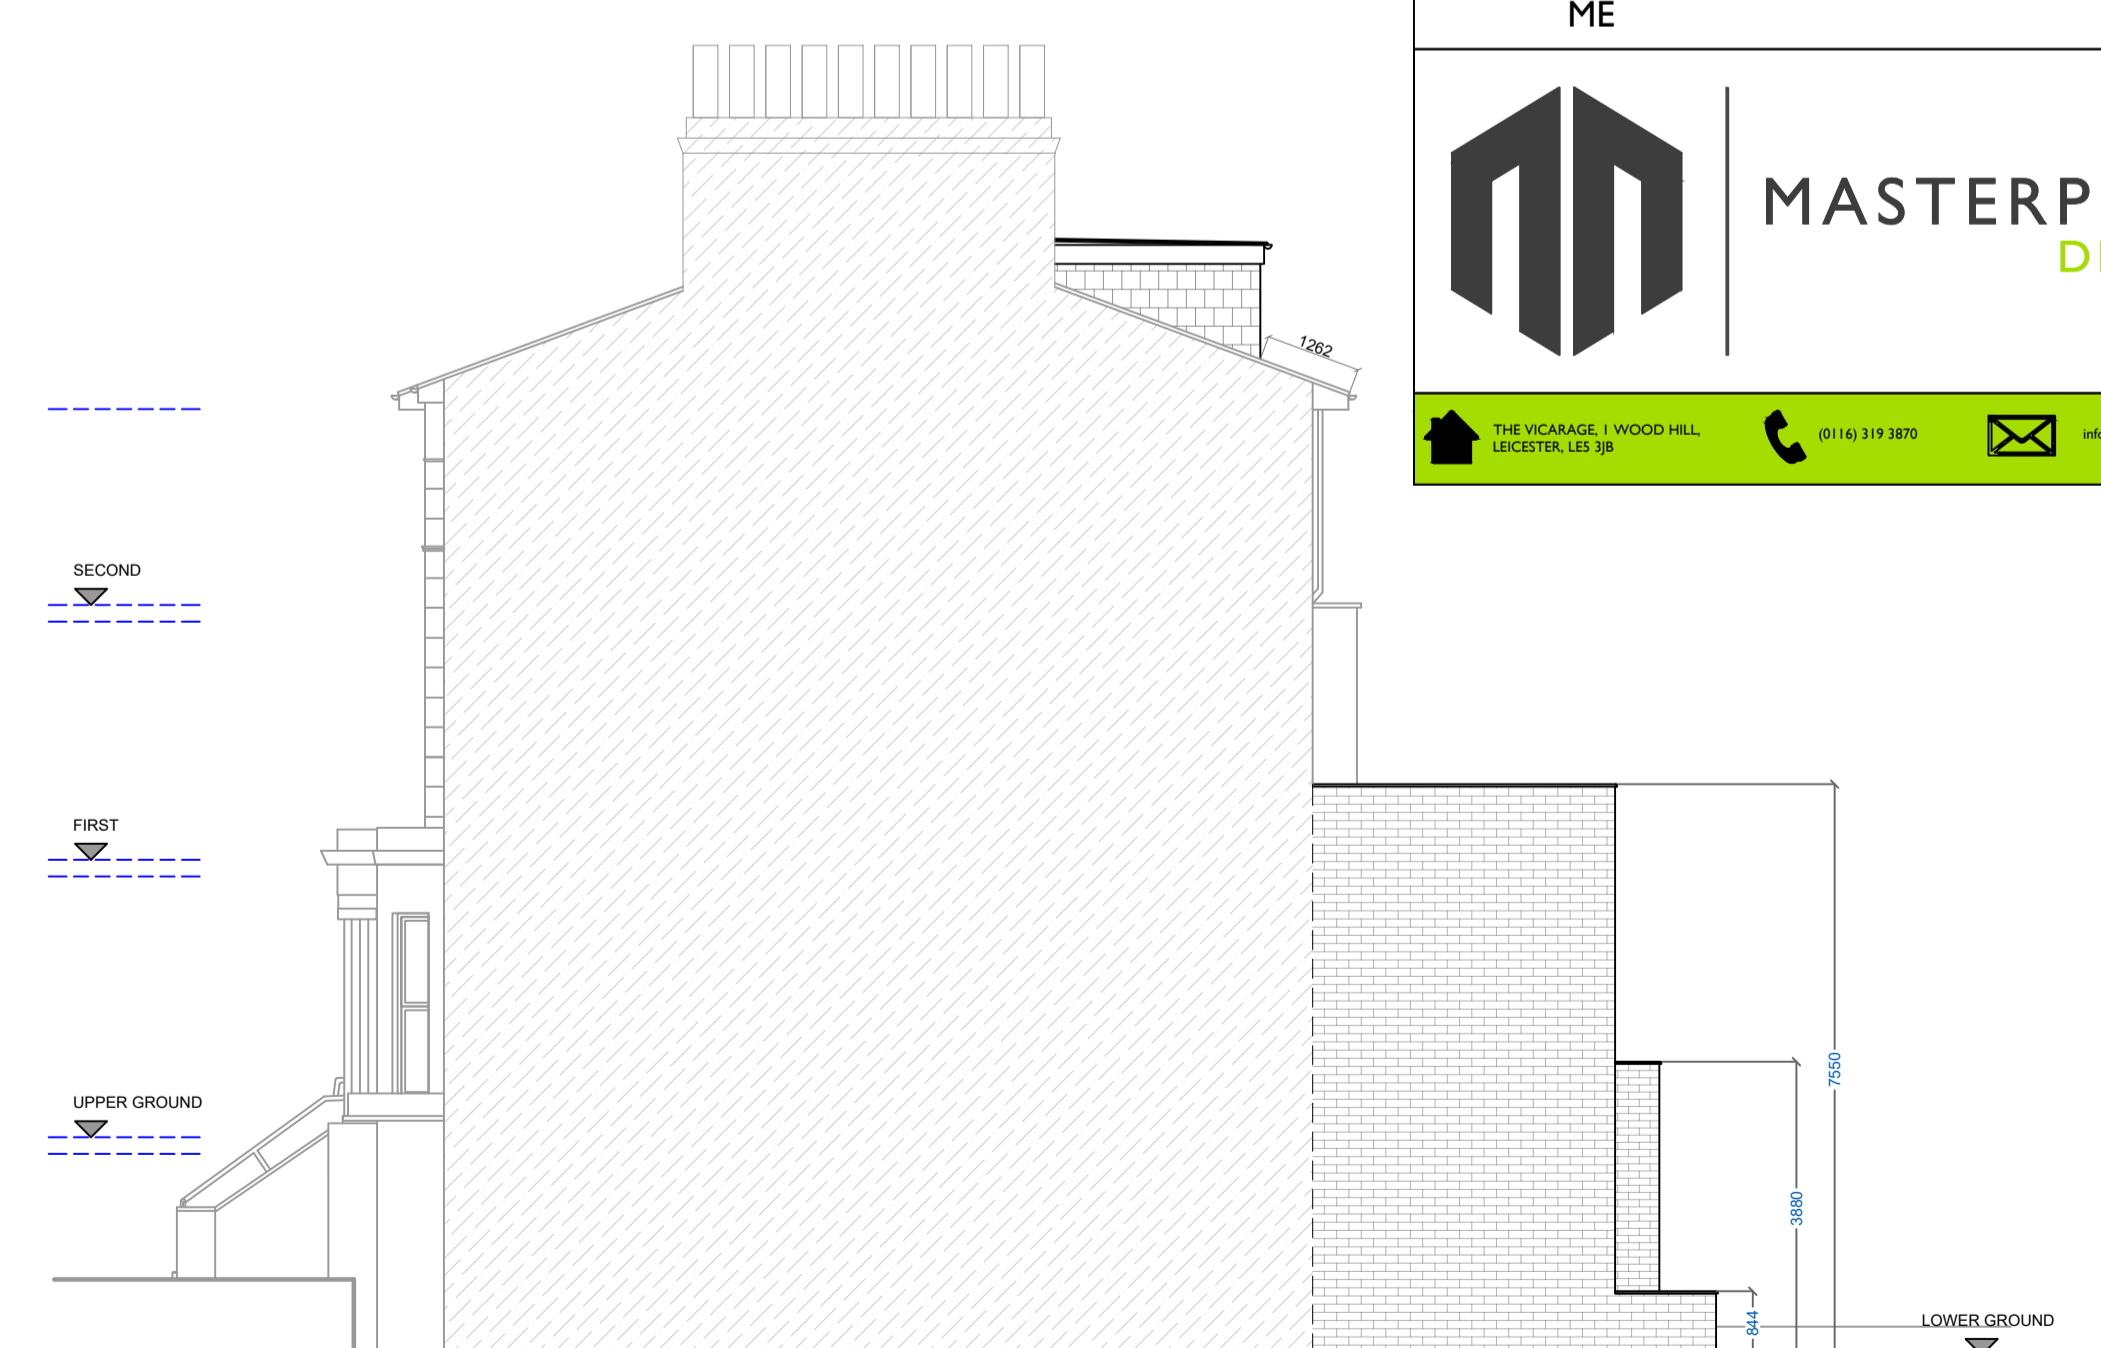 ME
MASTERP
THE VICARAGE, 1 WOOD HILL,
LEICESTER, LE5 3JB
(0116) 319 3870
info
1262
SECOND
FIRST
UPPER GROUND
7550
3880
844
LOWER GROUND